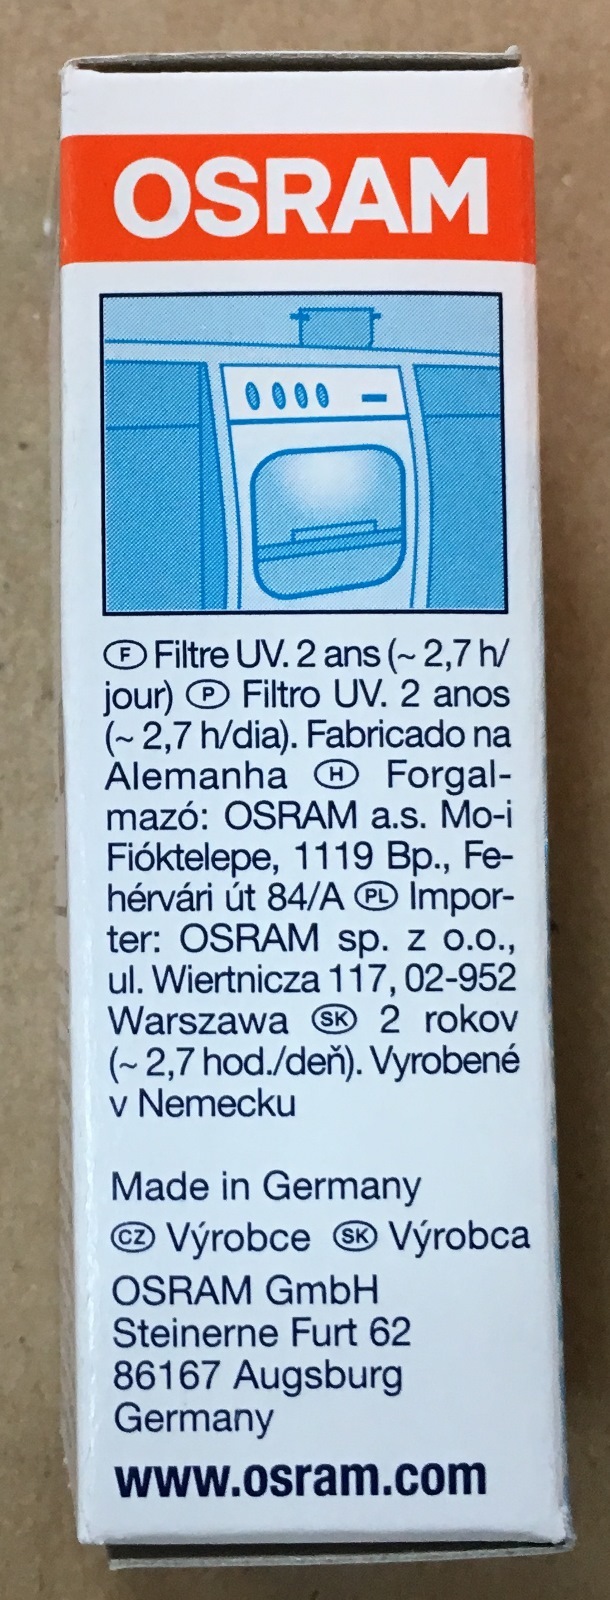 OSRAM
F Filtre UV. 2 ans (~ 2,7 h/
jour) P Filtro UV. 2 anos
(~ 2,7 h/dia). Fabricado na
Alemanha H Forgal-
mazó: OSRAM a.s. Mo-i
Fióktelepe, 1119 Bp., Fe-
hérvári út 84/A PL Impor-
ter: OSRAM sp. z o.o.,
ul. Wiertnicza 117, 02-952
Warszawa SK 2 rokov
(~ 2,7 hod./deň). Vyrobené
v Nemecku
Made in Germany
CZ Výrobce SK Výrobca
OSRAM GmbH
Steinerne Furt 62
86167 Augsburg
Germany
www.osram.com